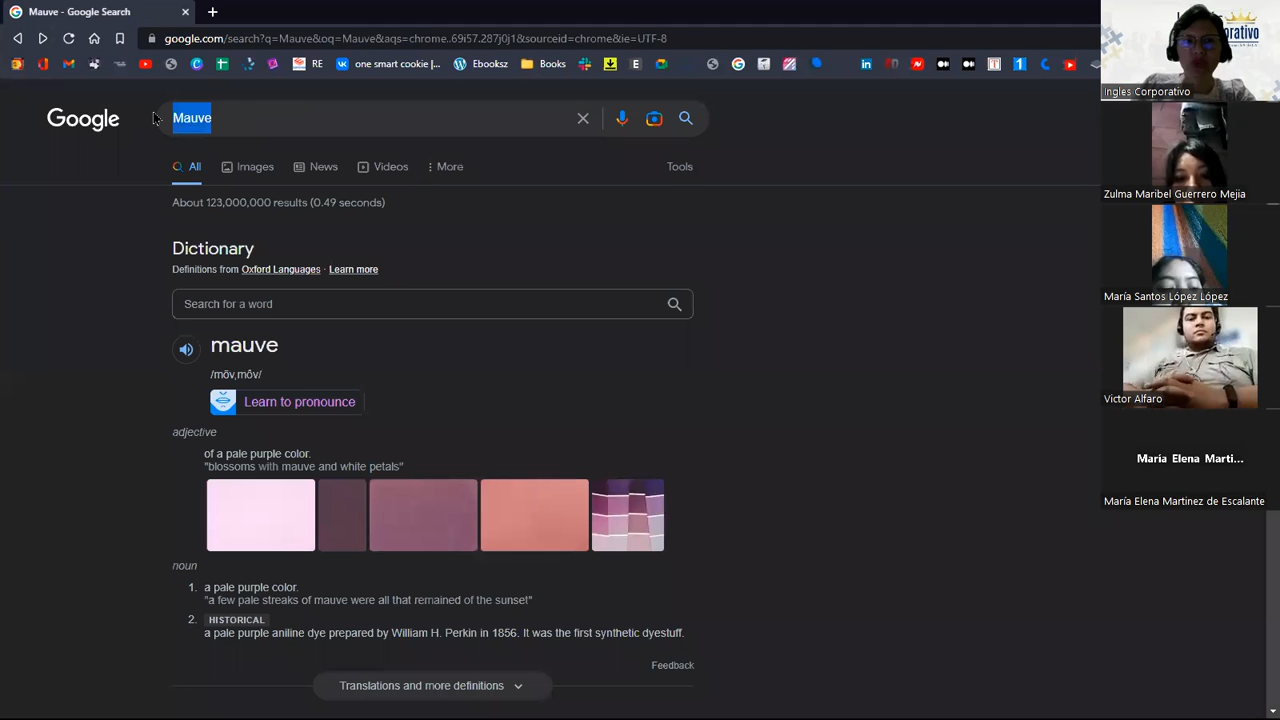 Mauve - Google Search
google.com/search?q=Mauve&oq=Mauve&aqs=chrome..69i57.287j0j1
eid=chrome&ie=UTF-8
RE
one smart cookie |...
Ebooksz
Books
Google
Mauve
All
Images
News
Videos
More
Tools
About 123,000,000 results (0.49 seconds)
Dictionary
Definitions from Oxford Languages · Learn more
Search for a word
mauve
/môv,môv/
Learn to pronounce
adjective
of a pale purple color.
"blossoms with mauve and white petals"
noun
1. a pale purple color.
"a few pale streaks of mauve were all that remained of the sunset"
2. HISTORICAL
a pale purple aniline dye prepared by William H. Perkin in 1856. It was the first synthetic dyestuff.
Feedback
Translations and more definitions
Ingles Corporativo
Zulma Maribel Guerrero Mejia
María Santos López López
Victor Alfaro
María Elena Marti...
María Elena Martinez de Escalante